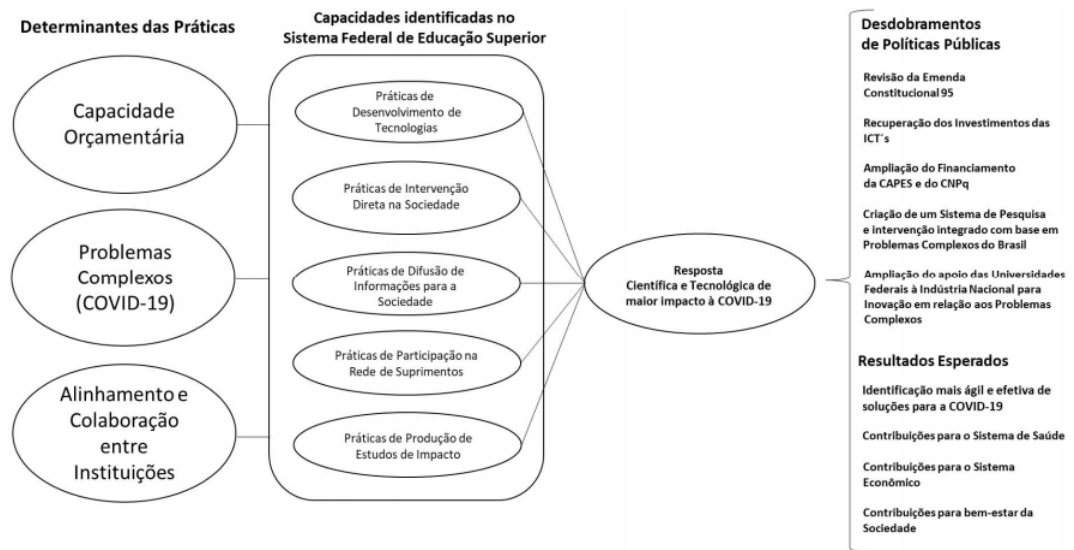 Determinantes das Práticas
Capacidade
Orçamentária
Problemas
Complexos
(COVID-19)
Alinhamento e
Colaboração
entre
Instituições
Capacidades identificadas no
Sistema Federal de Educação Superior
Práticas de
Desenvolvimento de
Tecnologias
Práticas de Intervenção
Direta na Sociedade
Práticas de Difusão de
Informações para a
Sociedade
Práticas de Participação na
Rede de Suprimentos
Práticas de Produção de
Estudos de Impacto
Resposta
Científica e Tecnológica de
maior impacto à COVID-19
Desdobramentos
de Políticas Públicas
Revisão da Emenda
Constitucional 95
Recuperação dos Investimentos das
ICT´s
Ampliação do Financiamento
da CAPES e do CNPq
Criação de um Sistema de Pesquisa
e intervenção integrado com base em
Problemas Complexos do Brasil
Ampliação do apoio das Universidades
Federais à Indústria Nacional para
Inovação em relação aos Problemas
Complexos
Resultados Esperados
Identificação mais ágil e efetiva de
soluções para a COVID-19
Contribuições para o Sistema de Saúde
Contribuições para o Sistema
Econômico
Contribuições para bem-estar da
Sociedade